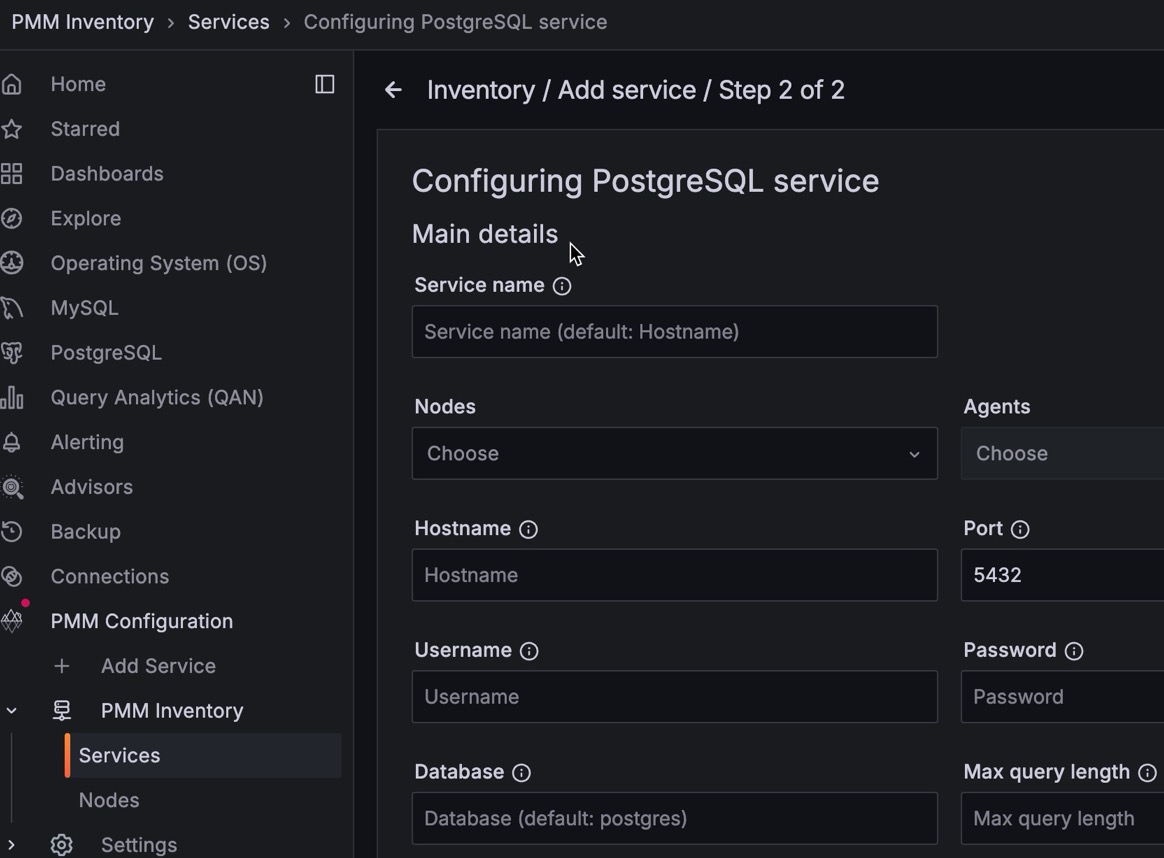 PMM Inventory › Services › Configuring PostgreSQL service
Home
Starred
Dashboards
Explore
Operating System (OS)
MySQL
PostgreSQL
Query Analytics (QAN)
Alerting
Advisors
Backup
Connections
PMM Configuration
Add Service
PMM Inventory
Services
Nodes
Settings
Inventory / Add service / Step 2 of 2
Configuring PostgreSQL service
Main details
Service name
Service name (default: Hostname)
Nodes Agents
Choose Choose
Hostname Port
Hostname 5432
Username Password
Username Password
Database Max query length
Database (default: postgres) Max query length